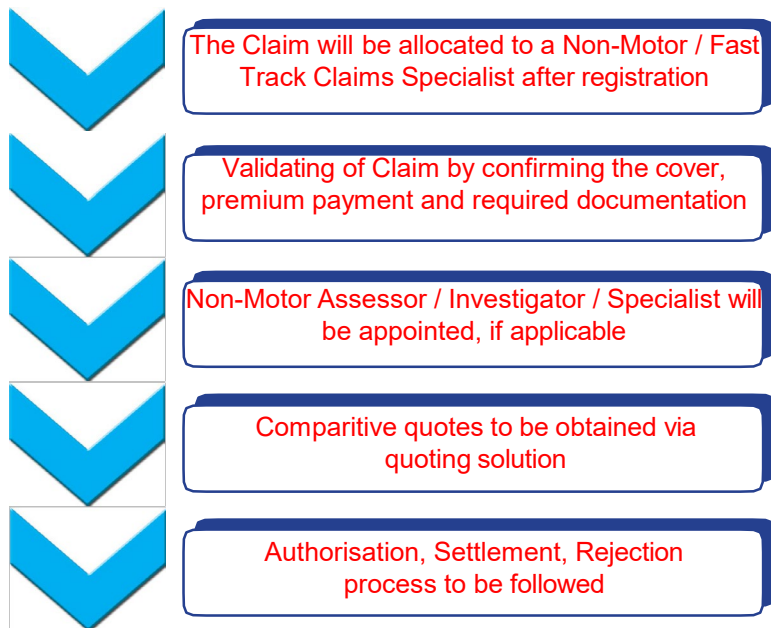 The Claim will be allocated to a Non-Motor / Fast
Track Claims Specialist after registration
Validating of Claim by confirming the cover,
premium payment and required documentation
Non-Motor Assessor / Investigator / Specialist will
be appointed, if applicable
Comparitive quotes to be obtained via
quoting solution
Authorisation, Settlement, Rejection
process to be followed